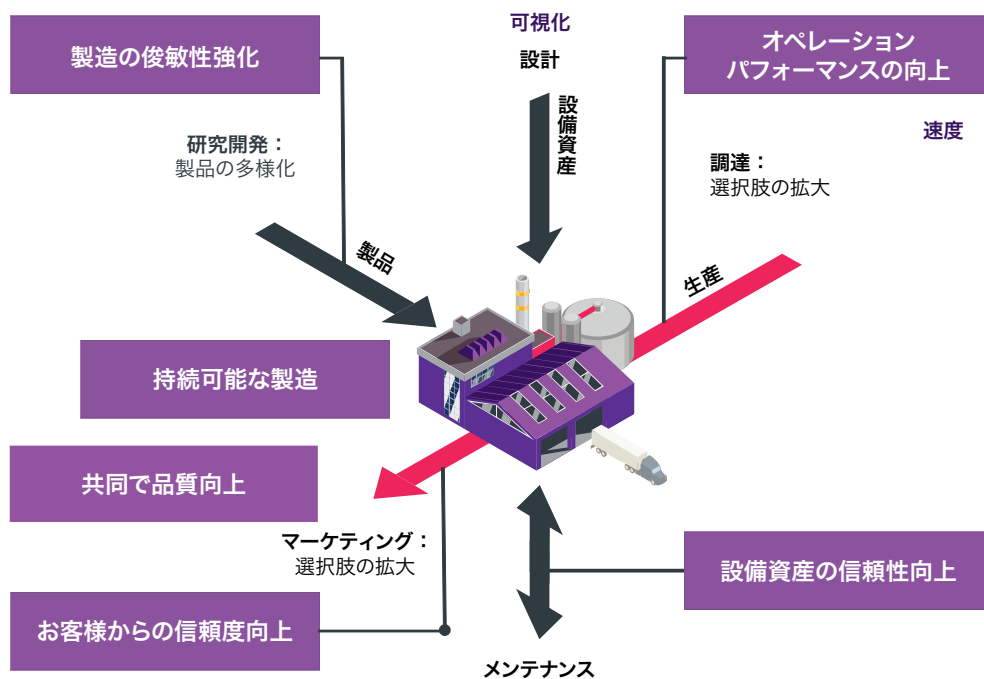 可視化
設計
製造の俊敏性強化
オペレーション
パフォーマンスの向上
設備資産
速度
研究開発：
製品の多様化
調達：
選択肢の拡大
製品
生産
持続可能な製造
共同で品質向上
マーケティング：
選択肢の拡大
設備資産の信頼性向上
お客様からの信頼度向上
メンテナンス